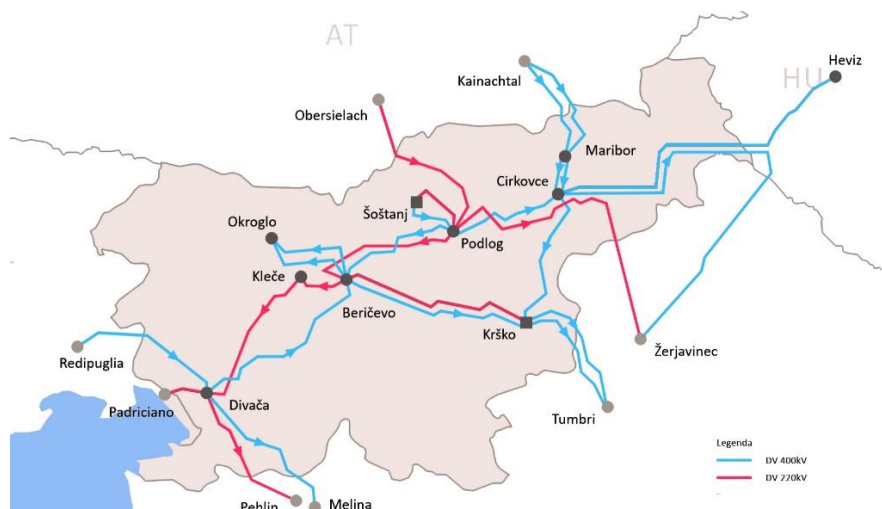 AT
HU
Heviz
Kainachtal
Obersielach
Maribor
Cirkovce
Šoštanj
Podlog
Okroglo
Kleče
Beričevo
Krško
Žerjavinec
Redipuglia
Padriciano
Divača
Tumbri
Pehlin
Melina
Legenda
DV 400kV
DV 220kV